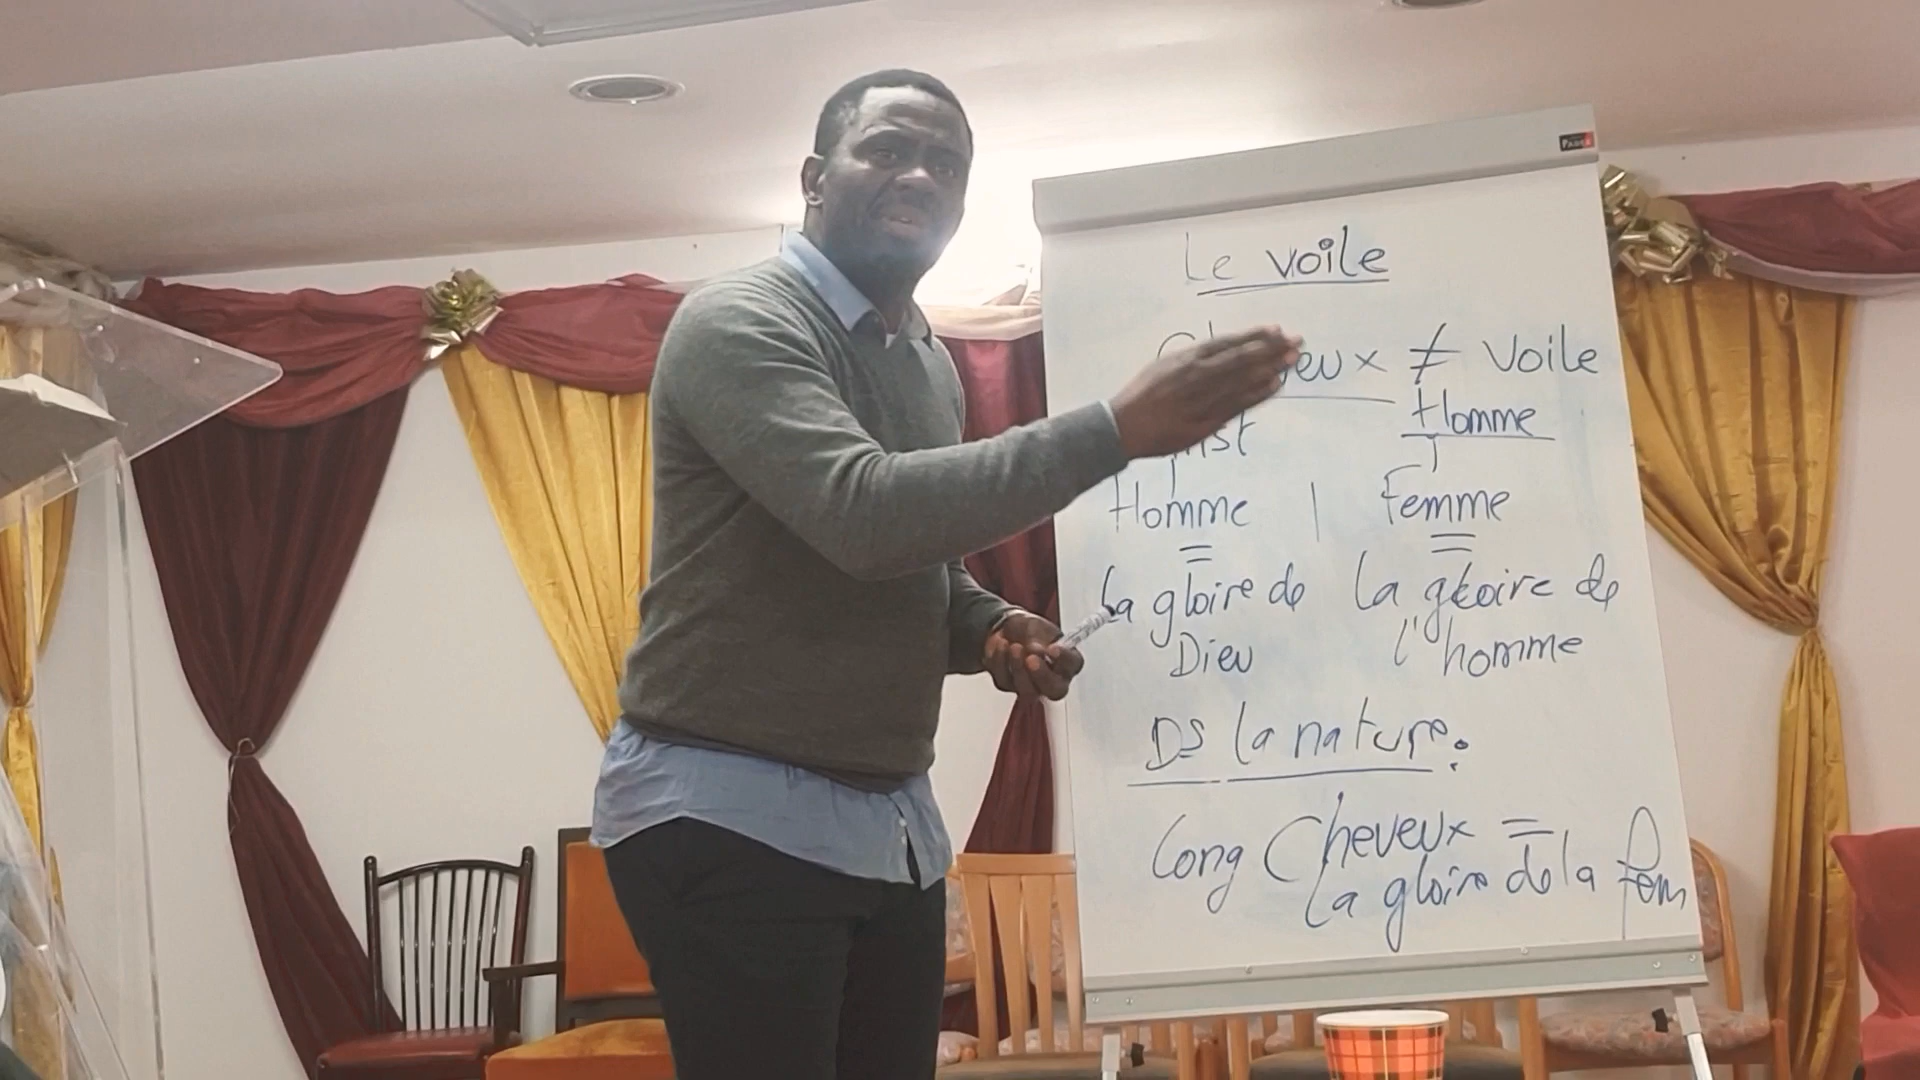 Le voile
eux ≠ Voile
Homme
Homme | Femme
= =
La gloire de La gloire de
Dieu l'homme
DS la nature:
Long Cheveux =
La gloire de la fem